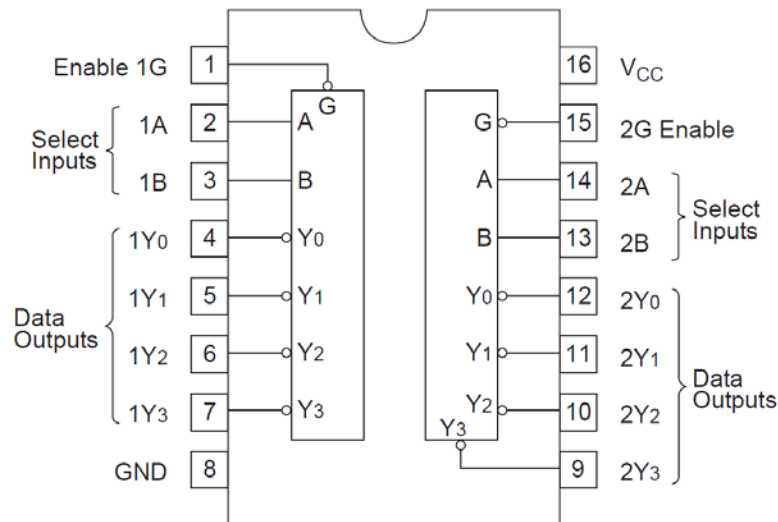 Enable 1G 1
G
Select Inputs
1A 2 A
1B 3 B
Data Outputs
1Y0 4 Y0
1Y1 5 Y1
1Y2 6 Y2
1Y3 7 Y3
GND 8
16 VCC
G 15 2G Enable
A 14 2A
B 13 2B
Select Inputs
Y0 12 2Y0
Y1 11 2Y1
Y2 10 2Y2
Y3 9 2Y3
Data Outputs